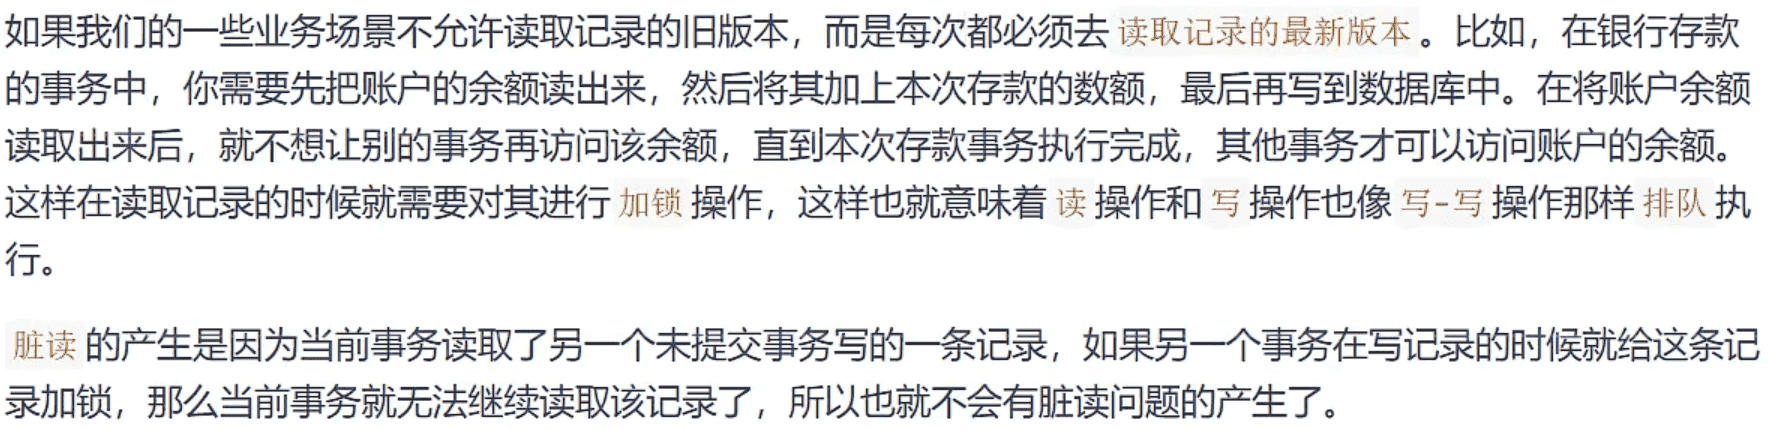 如果我们的一些业务场景不允许读取记录的旧版本，而是每次都必须去 读取记录的最新版本 。比如，在银行存款
的事务中，你需要先把账户的余额读出来，然后将其加上本次存款的数额，最后再写到数据库中。在将账户余额
读取出来后，就不想让别的事务再访问该余额，直到本次存款事务执行完成，其他事务才可以访问账户的余额。
这样在读取记录的时候就需要对其进行 加锁 操作，这样也就意味着 读 操作和 写 操作也像 写-写 操作那样 排队 执
行。
脏读 的产生是因为当前事务读取了另一个未提交事务写的一条记录，如果另一个事务在写记录的时候就给这条记
录加锁，那么当前事务就无法继续读取该记录了，所以也就不会有脏读问题的产生了。